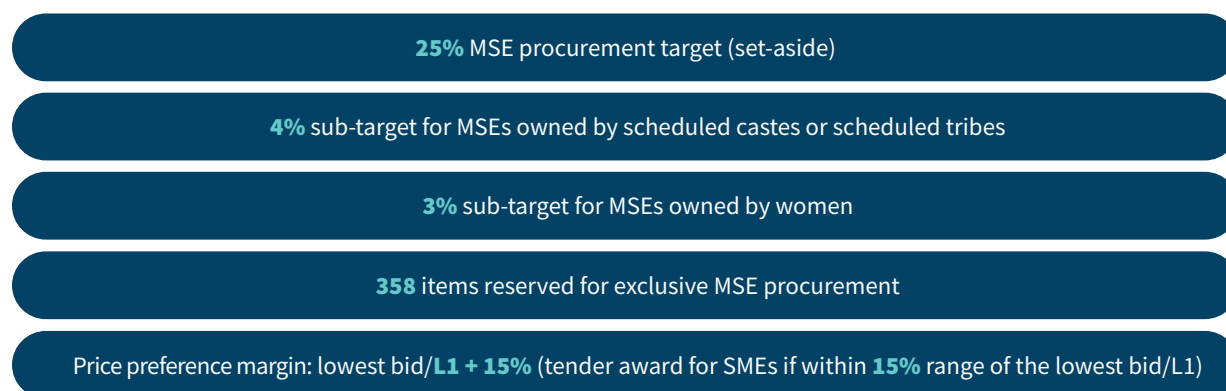 25% MSE procurement target (set-aside)
4% sub-target for MSEs owned by scheduled castes or scheduled tribes
3% sub-target for MSEs owned by women
358 items reserved for exclusive MSE procurement
Price preference margin: lowest bid/L1 + 15% (tender award for SMEs if within 15% range of the lowest bid/L1)